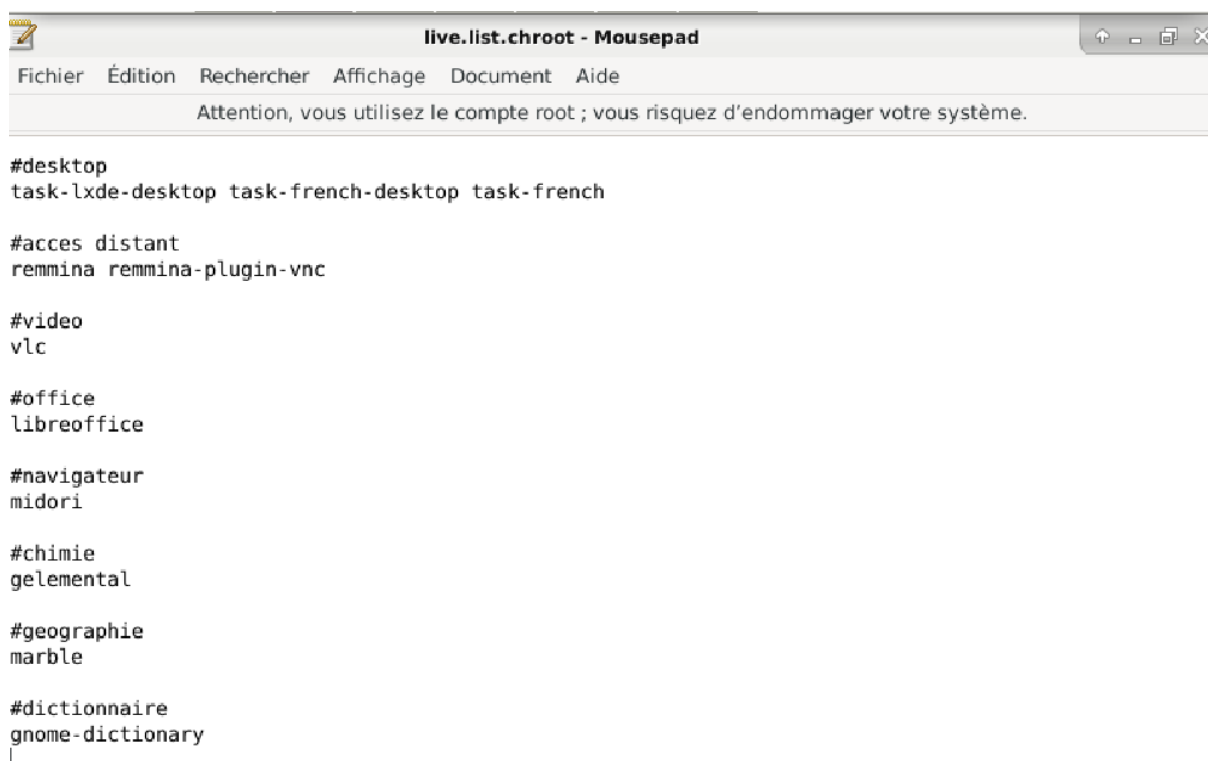 live.list.chroot - Mousepad
Fichier Édition Rechercher Affichage Document Aide
Attention, vous utilisez le compte root ; vous risquez d'endommager votre système.
#desktop
task-lxde-desktop task-french-desktop task-french
#acces distant
remmina remmina-plugin-vnc
#video
vlc
#office
libreoffice
#navigateur
midori
#chimie
gelemental
#geographie
marble
#dictionnaire
gnome-dictionary